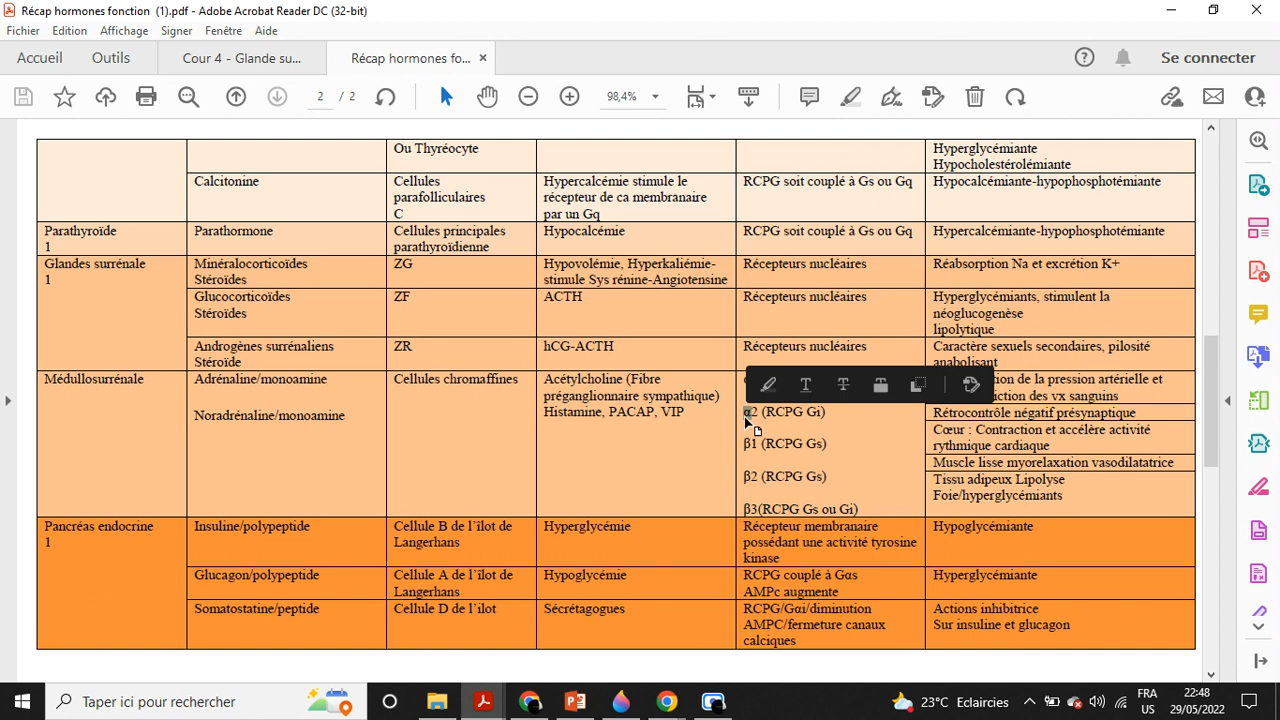 Récap hormones fonction (1).pdf - Adobe Acrobat Reader DC (32-bit)
Fichier Edition Affichage Signer Fenêtre Aide
Accueil Outils Cour 4 - Glande su... Récap hormones fo... × Se connecter
2 / 2 98,4%
Ou Thyréocyte
Hyperglycémiante
Hypocholestérolémiante
Calcitonine
Cellules
parafolliculaires
C
Hypercalcémie stimule le
récepteur de ca membranaire
par un Gq
RCPG soit couplé à Gs ou Gq
Hypocalcémiante-hypophosphotémiante
Parathyroïde
1
Parathormone
Cellules principales
parathyroïdienne
Hypocalcémie
RCPG soit couplé à Gs ou Gq
Hypercalcémiante-hypophosphotémiante
Glandes surrénale
1
Minéralocorticoïdes
Stéroïdes
ZG
Hypovolémie, Hyperkaliémie-
stimule Sys rénine-Angiotensine
Récepteurs nucléaires
Réabsorption Na et excrétion K+
Glucocorticoïdes
Stéroïdes
ZF
ACTH
Récepteurs nucléaires
Hyperglycémiants, stimulent la
néoglucogenèse
lipolytique
Androgènes surrénaliens
Stéroïde
ZR
hCG-ACTH
Récepteurs nucléaires
Caractère sexuels secondaires, pilosité
anabolisant
Médullosurrénale
Adrénaline/monoamine
Noradrénaline/monoamine
Cellules chromaffines
Acétylcholine (Fibre
préganglionnaire sympathique)
Histamine, PACAP, VIP
α2 (RCPG Gi)
β1 (RCPG Gs)
β2 (RCPG Gs)
β3(RCPG Gs ou Gi)
de la pression artérielle et
des vx sanguins
Rétrocontrôle négatif présynaptique
Cœur : Contraction et accélère activité
rythmique cardiaque
Muscle lisse myorelaxation vasodilatatrice
Tissu adipeux Lipolyse
Foie/hyperglycémiants
Pancréas endocrine
1
Insuline/polypeptide
Cellule B de l'îlot de
Langerhans
Hyperglycémie
Récepteur membranaire
possédant une activité tyrosine
kinase
Hypoglycémiante
Glucagon/polypeptide
Cellule A de l'îlot de
Langerhans
Hypoglycémie
RCPG couplé à Gαs
AMPc augmente
Hyperglycémiante
Somatostatine/peptide
Cellule D de l'îlot
Sécrétagogues
RCPG/Gαi/diminution
AMPC/fermeture canaux
calciques
Actions inhibitrice
Sur insuline et glucagon
Taper ici pour rechercher
23°C Eclaircies
FRA
US
22:48
29/05/2022